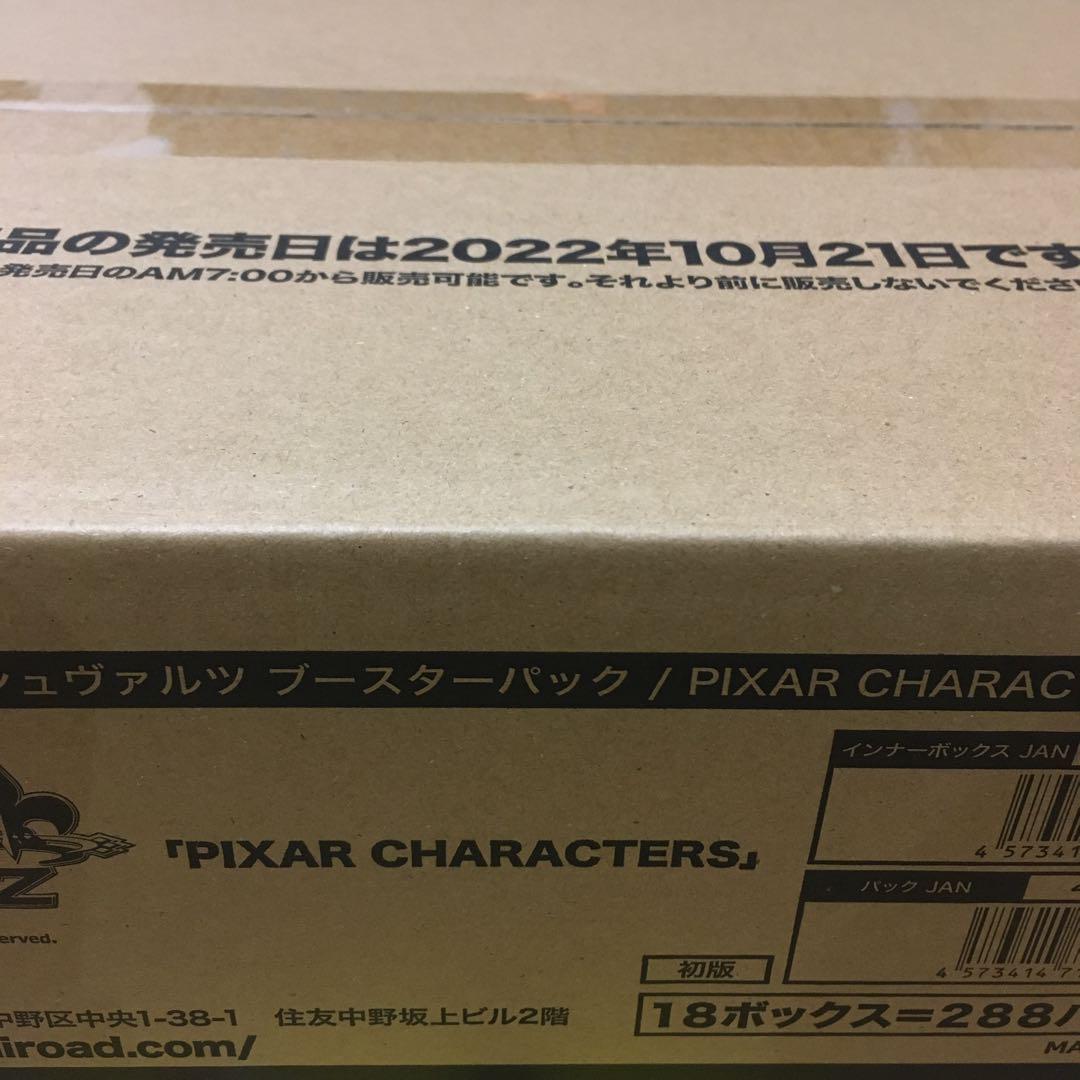 品の発売日は2022年10月21日です
発売日のAM7:00から販売可能です。それより前に販売しないでくださ
シュヴァルツ ブースターパック / PIXAR CHARAC
インナーボックス JAN
4 57341
「PIXAR CHARACTERS」
Z
パック JAN
4 573414 7
erved.
初版
中野区中央1-38-1 住友中野坂上ビル2階
18ボックス=288
iroad.com/
MA